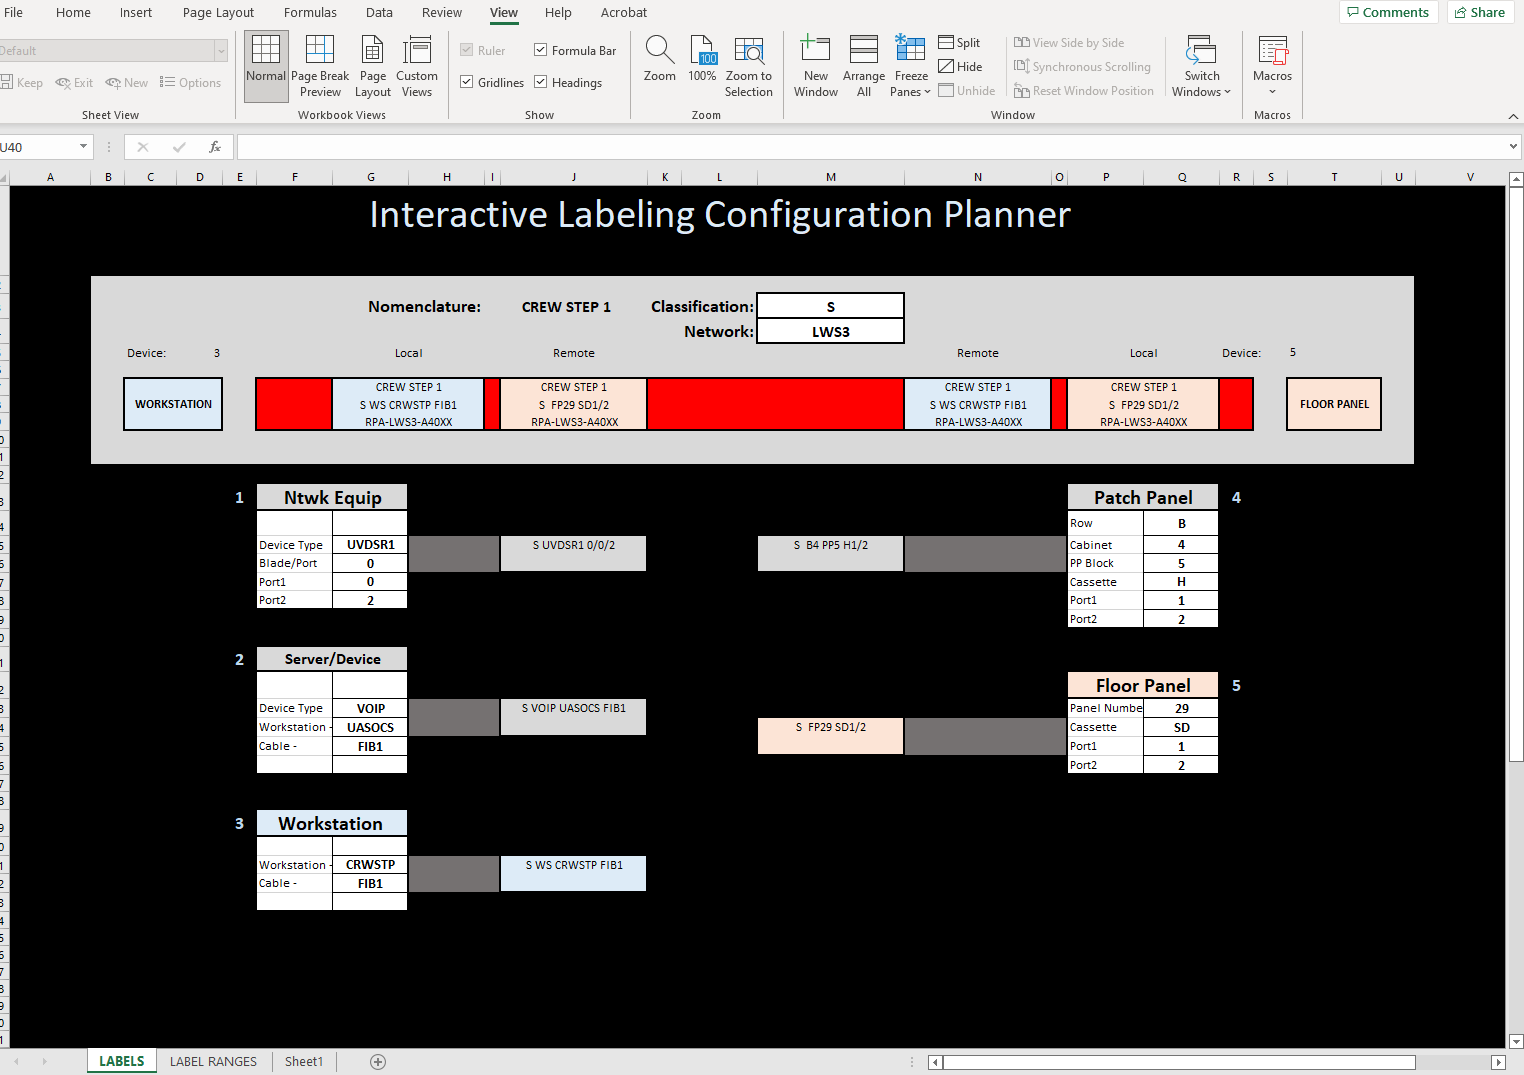 File Home Insert Page Layout Formulas Data Review View Help Acrobat Comments Share
Default
Keep Exit New Options
Sheet View
Normal Page Break Preview Page Layout Custom Views
Workbook Views
Ruler Formula Bar
Gridlines Headings
Show
Zoom 100% Zoom to Selection
Zoom
New Window Arrange All Freeze Panes
Split
Hide
Unhide
View Side by Side
Synchronous Scrolling
Reset Window Position
Switch Windows
Window
Macros
Macros
U40 fx
A B C D E F G H I J K L M N O P Q R S T U V
Interactive Labeling Configuration Planner
Nomenclature: CREW STEP 1 Classification: S
Network: LWS3
Device: 3 Local Remote Remote Local Device: 5
WORKSTATION
CREW STEP 1
S WS CRWSTP FIB1
RPA-LWS3-A40XX
CREW STEP 1
S  FP29 SD1/2
RPA-LWS3-A40XX
CREW STEP 1
S WS CRWSTP FIB1
RPA-LWS3-A40XX
CREW STEP 1
S  FP29 SD1/2
RPA-LWS3-A40XX
FLOOR PANEL
1 Ntwk Equip
Device Type UVDSR1
Blade/Port 0
Port1 0
Port2 2
S UVDSR1 0/0/2
S  B4 PP5 H1/2
Patch Panel 4
Row B
Cabinet 4
PP Block 5
Cassette H
Port1 1
Port2 2
2 Server/Device
Device Type VOIP
Workstation - UASOCS
Cable - FIB1
S VOIP UASOCS FIB1
S  FP29 SD1/2
Floor Panel 5
Panel Numbe 29
Cassette SD
Port1 1
Port2 2
3 Workstation
Workstation - CRWSTP
Cable - FIB1
S WS CRWSTP FIB1
LABELS LABEL RANGES Sheet1